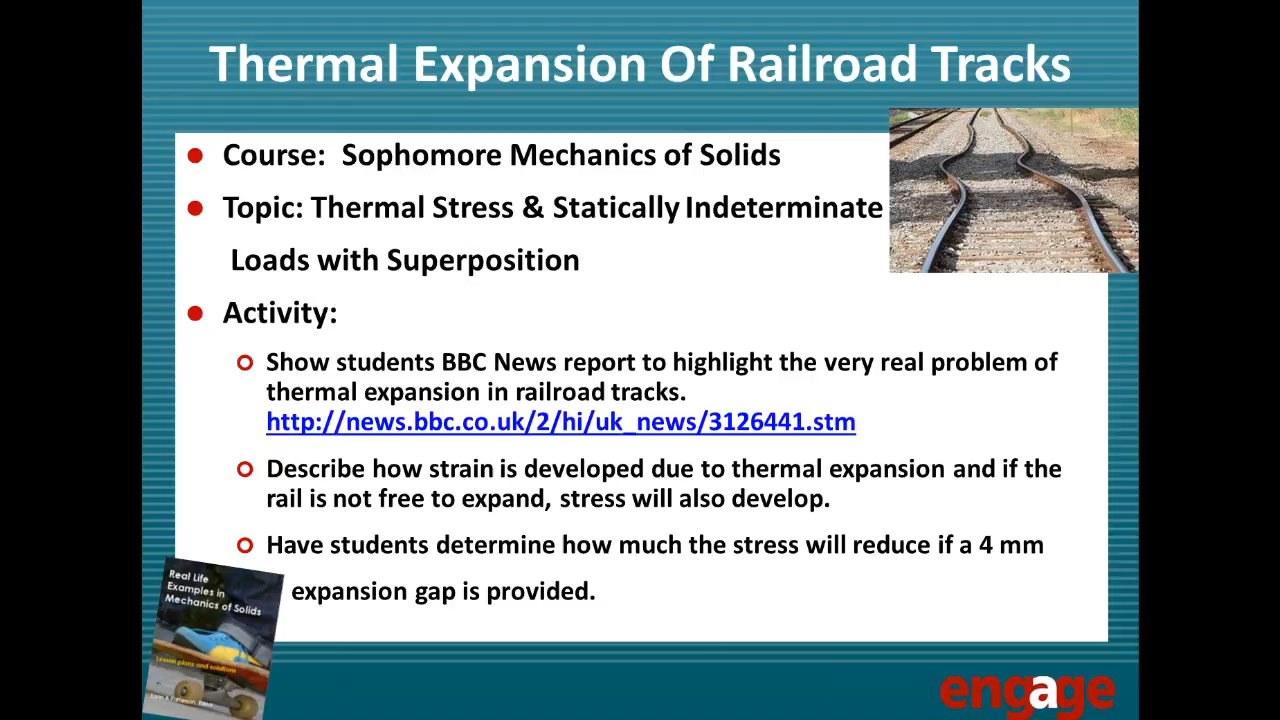 Thermal Expansion Of Railroad Tracks
Course: Sophomore Mechanics of Solids
Topic: Thermal Stress & Statically Indeterminate
Loads with Superposition
Activity:
Show students BBC News report to highlight the very real problem of
thermal expansion in railroad tracks.
http://news.bbc.co.uk/2/hi/uk_news/3126441.stm
Describe how strain is developed due to thermal expansion and if the
rail is not free to expand, stress will also develop.
Have students determine how much the stress will reduce if a 4 mm
expansion gap is provided.
Real Life
Examples in
Mechanics of Solids
Lesson plans and solutions
engage